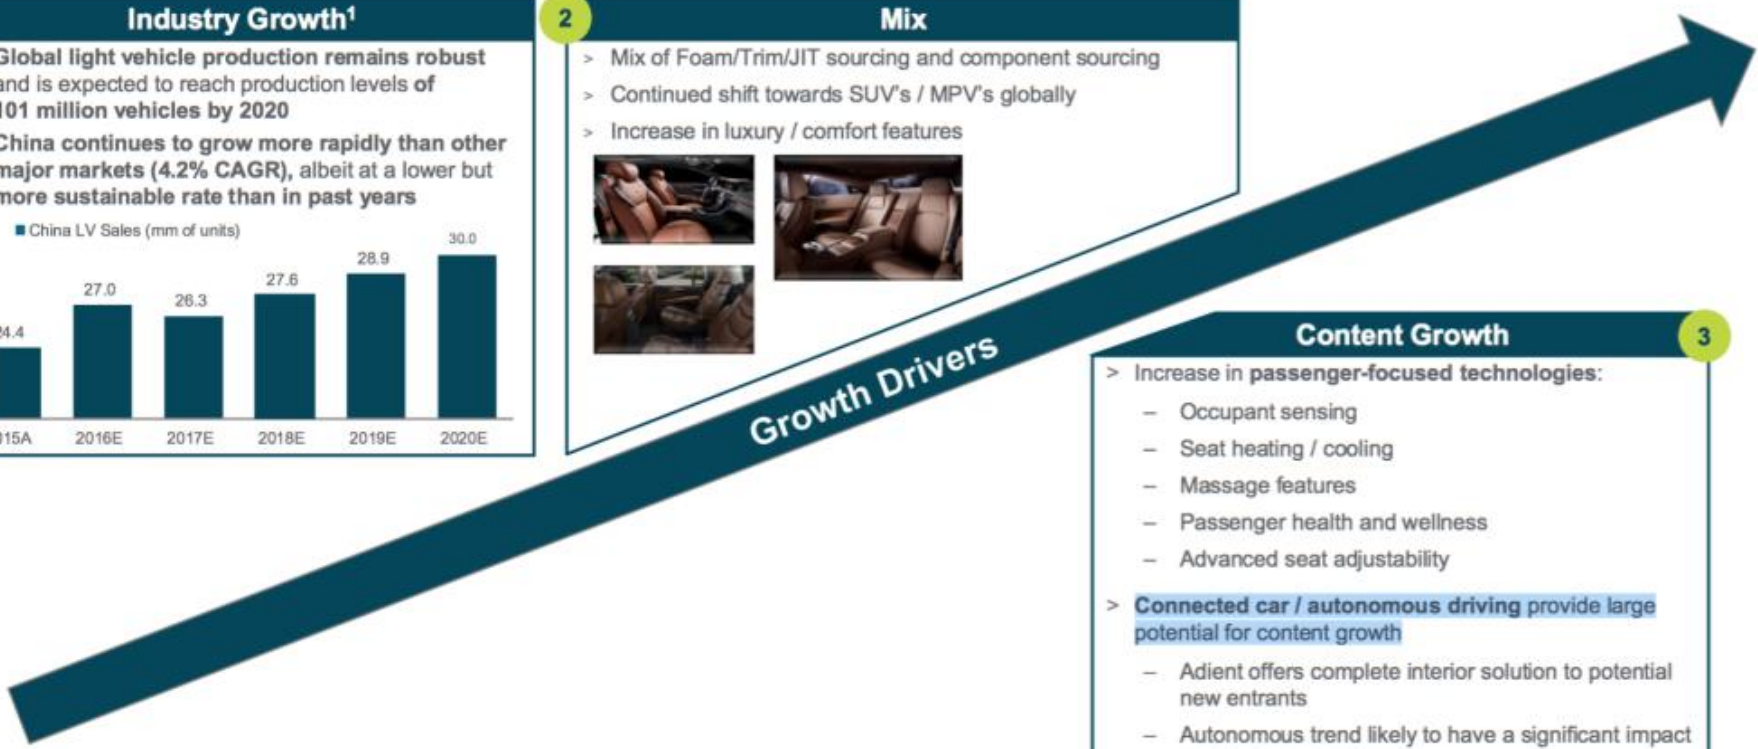 Industry Growth¹
Global light vehicle production remains robust
and is expected to reach production levels of
101 million vehicles by 2020
China continues to grow more rapidly than other
major markets (4.2% CAGR), albeit at a lower but
more sustainable rate than in past years
China LV Sales (mm of units)
24.4
27.0
26.3
27.6
28.9
30.0
2015A
2016E
2017E
2018E
2019E
2020E
2
Mix
> Mix of Foam/Trim/JIT sourcing and component sourcing
> Continued shift towards SUV's / MPV's globally
> Increase in luxury / comfort features
Growth Drivers
Content Growth
3
> Increase in passenger-focused technologies:
– Occupant sensing
– Seat heating / cooling
– Massage features
– Passenger health and wellness
– Advanced seat adjustability
> Connected car / autonomous driving provide large
potential for content growth
– Adient offers complete interior solution to potential
new entrants
– Autonomous trend likely to have a significant impact